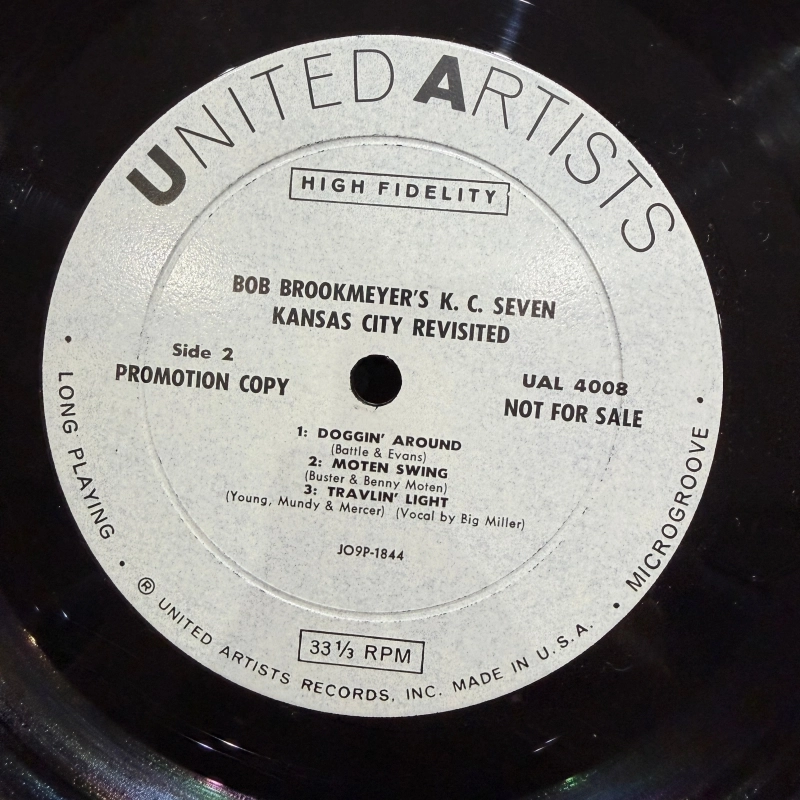 UNITED ARTISTS
HIGH FIDELITY
BOB BROOKMEYER'S K. C. SEVEN
KANSAS CITY REVISITED
Side 2
PROMOTION COPY
UAL 4008
NOT FOR SALE
1: DOGGIN' AROUND
(Battle & Evans)
2: MOTEN SWING
(Buster & Benny Moten)
3: TRAVLIN' LIGHT
(Young, Mundy & Mercer) (Vocal by Big Miller)
JO9P-1844
33 1/3 RPM
• LONG PLAYING • ® UNITED ARTISTS RECORDS, INC. MADE IN U.S.A. • MICROGROOVE •